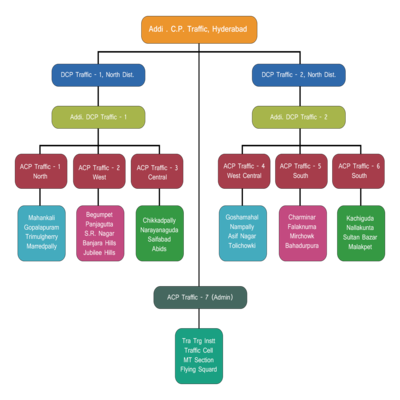 Addi . C.P. Traffic, Hyderabad
DCP Traffic - 1, North Dist.
DCP Traffic - 2, North Dist.
Addi. DCP Traffic - 1
Addi. DCP Traffic - 2
ACP Traffic - 1
North
ACP Traffic - 2
West
ACP Traffic - 3
Central
ACP Traffic - 4
West Central
ACP Traffic - 5
South
ACP Traffic - 6
South
Mahankali
Gopalapuram
Trimulgherry
Marredpally
Begumpet
Panjagutta
S.R. Nagar
Banjara Hills
Jubilee Hills
Chikkadpally
Narayanaguda
Saifabad
Abids
Goshamahal
Nampally
Asif Nagar
Tolichowki
Charminar
Falaknuma
Mirchowk
Bahadurpura
Kachiguda
Nallakunta
Sultan Bazar
Malakpet
ACP Traffic - 7 (Admin)
Tra Trg Instt
Traffic Cell
MT Section
Flying Squard